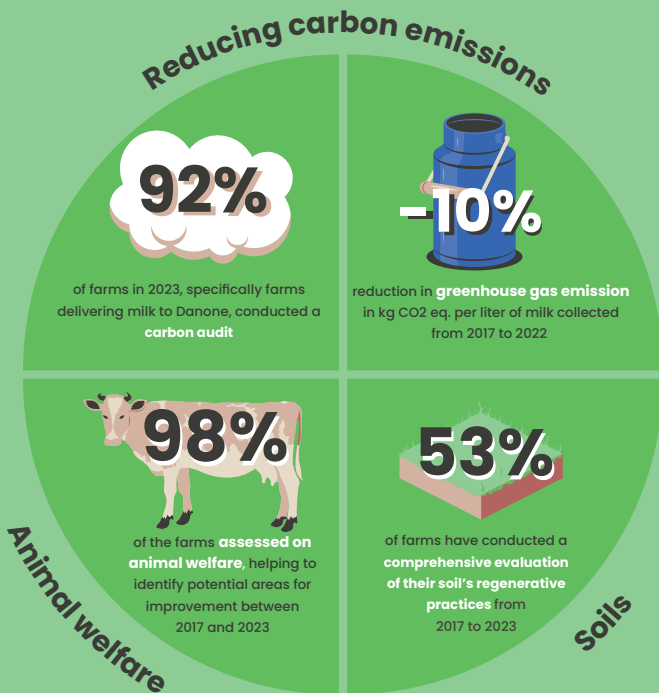 Reducing carbon emissions
92%
of farms in 2023, specifically farms
delivering milk to Danone, conducted a
carbon audit
-10%
reduction in greenhouse gas emission
in kg CO2 eq. per liter of milk collected
from 2017 to 2022
98%
of the farms assessed on
animal welfare, helping to
identify potential areas for
improvement between
2017 and 2023
Animal welfare
53%
of farms have conducted a
comprehensive evaluation
of their soil's regenerative
practices from
2017 to 2023
Soils